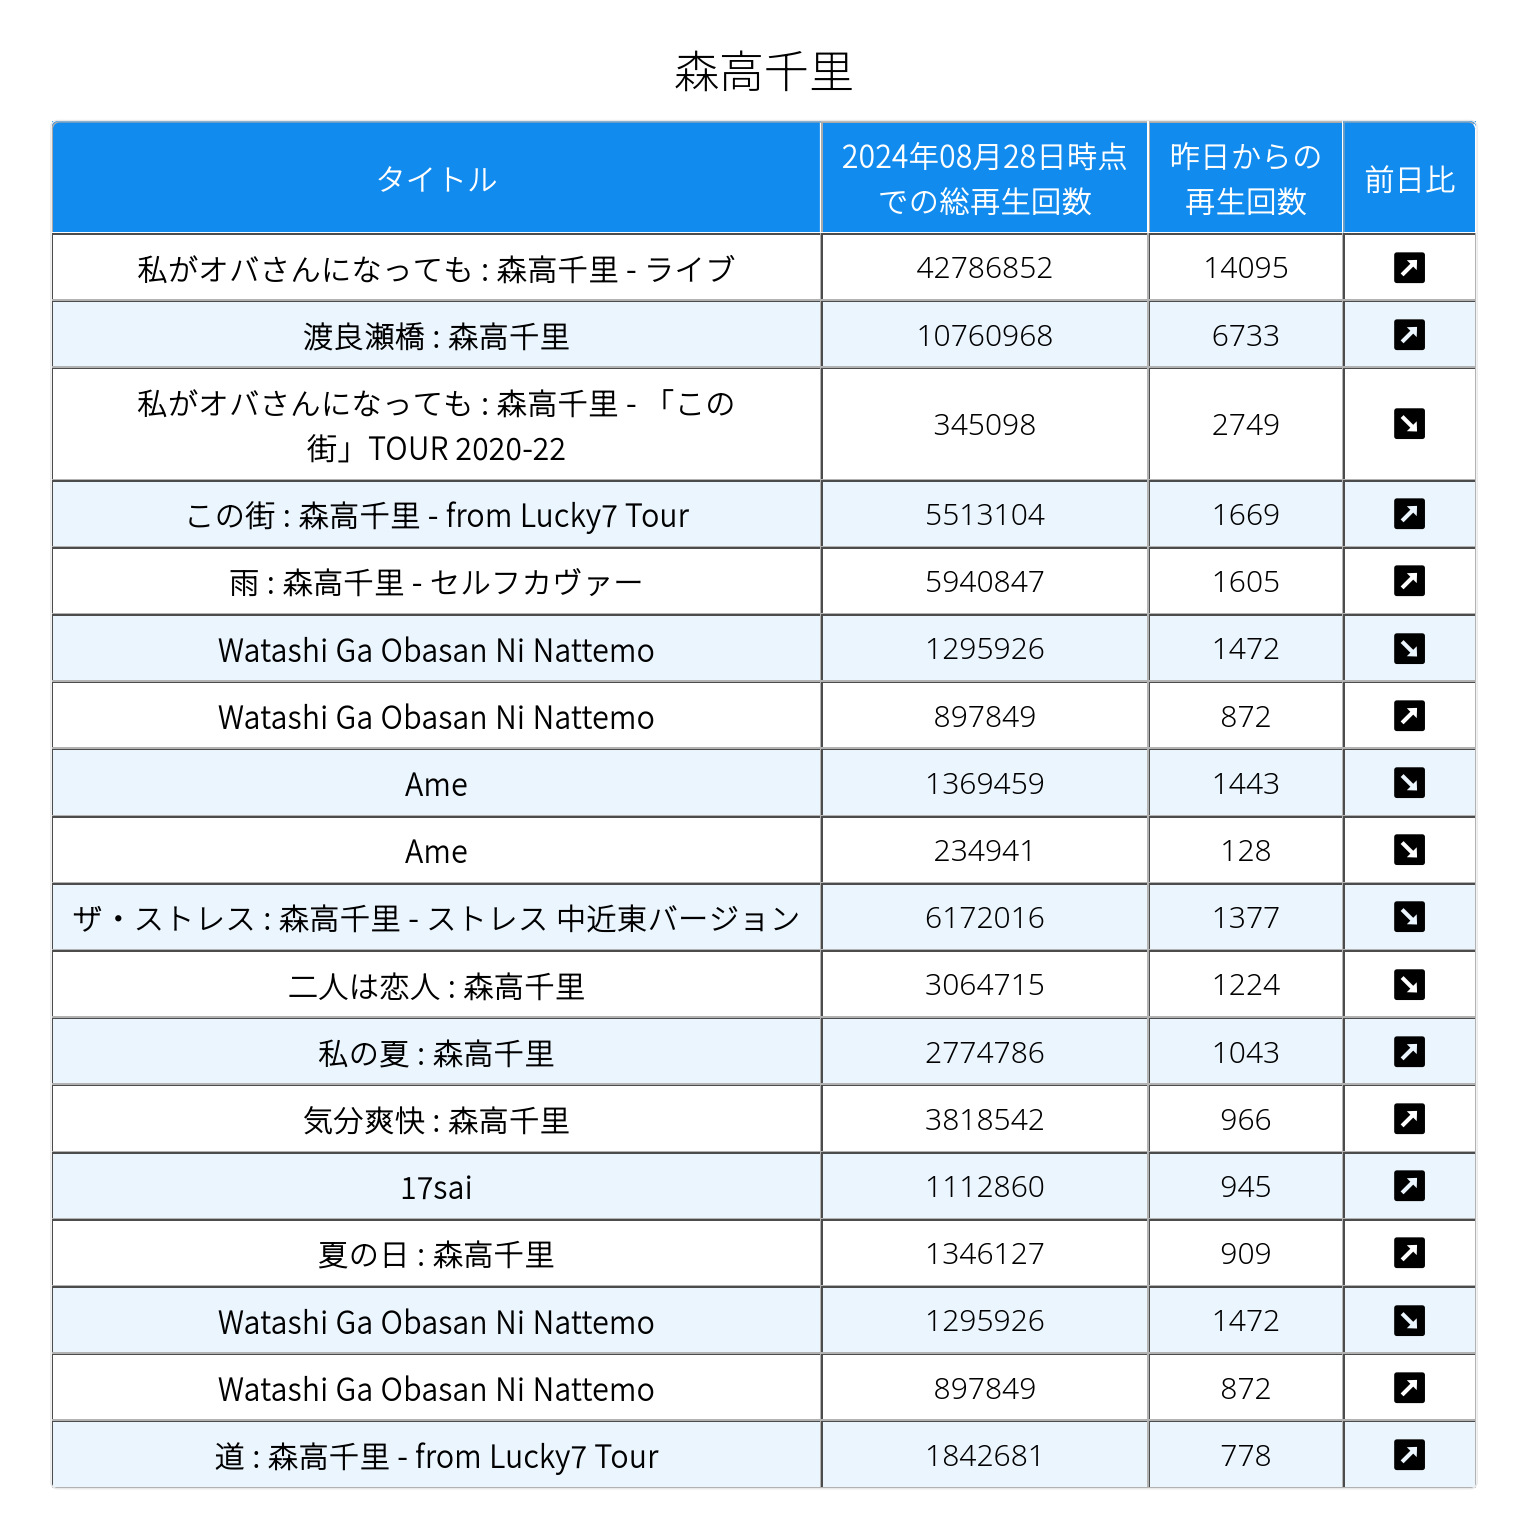 森高千里
タイトル 2024年08月28日時点での総再生回数 昨日からの再生回数 前日比
私がオバさんになっても : 森高千里 - ライブ 42786852 14095 ↗
渡良瀬橋 : 森高千里 10760968 6733 ↗
私がオバさんになっても : 森高千里 - 「この街」TOUR 2020-22 345098 2749 ↘
この街 : 森高千里 - from Lucky7 Tour 5513104 1669 ↗
雨 : 森高千里 - セルフカヴァー 5940847 1605 ↗
Watashi Ga Obasan Ni Nattemo 1295926 1472 ↘
Watashi Ga Obasan Ni Nattemo 897849 872 ↗
Ame 1369459 1443 ↘
Ame 234941 128 ↘
ザ・ストレス : 森高千里 - ストレス 中近東バージョン 6172016 1377 ↘
二人は恋人 : 森高千里 3064715 1224 ↘
私の夏 : 森高千里 2774786 1043 ↗
気分爽快 : 森高千里 3818542 966 ↗
17sai 1112860 945 ↗
夏の日 : 森高千里 1346127 909 ↗
Watashi Ga Obasan Ni Nattemo 1295926 1472 ↘
Watashi Ga Obasan Ni Nattemo 897849 872 ↗
道 : 森高千里 - from Lucky7 Tour 1842681 778 ↗